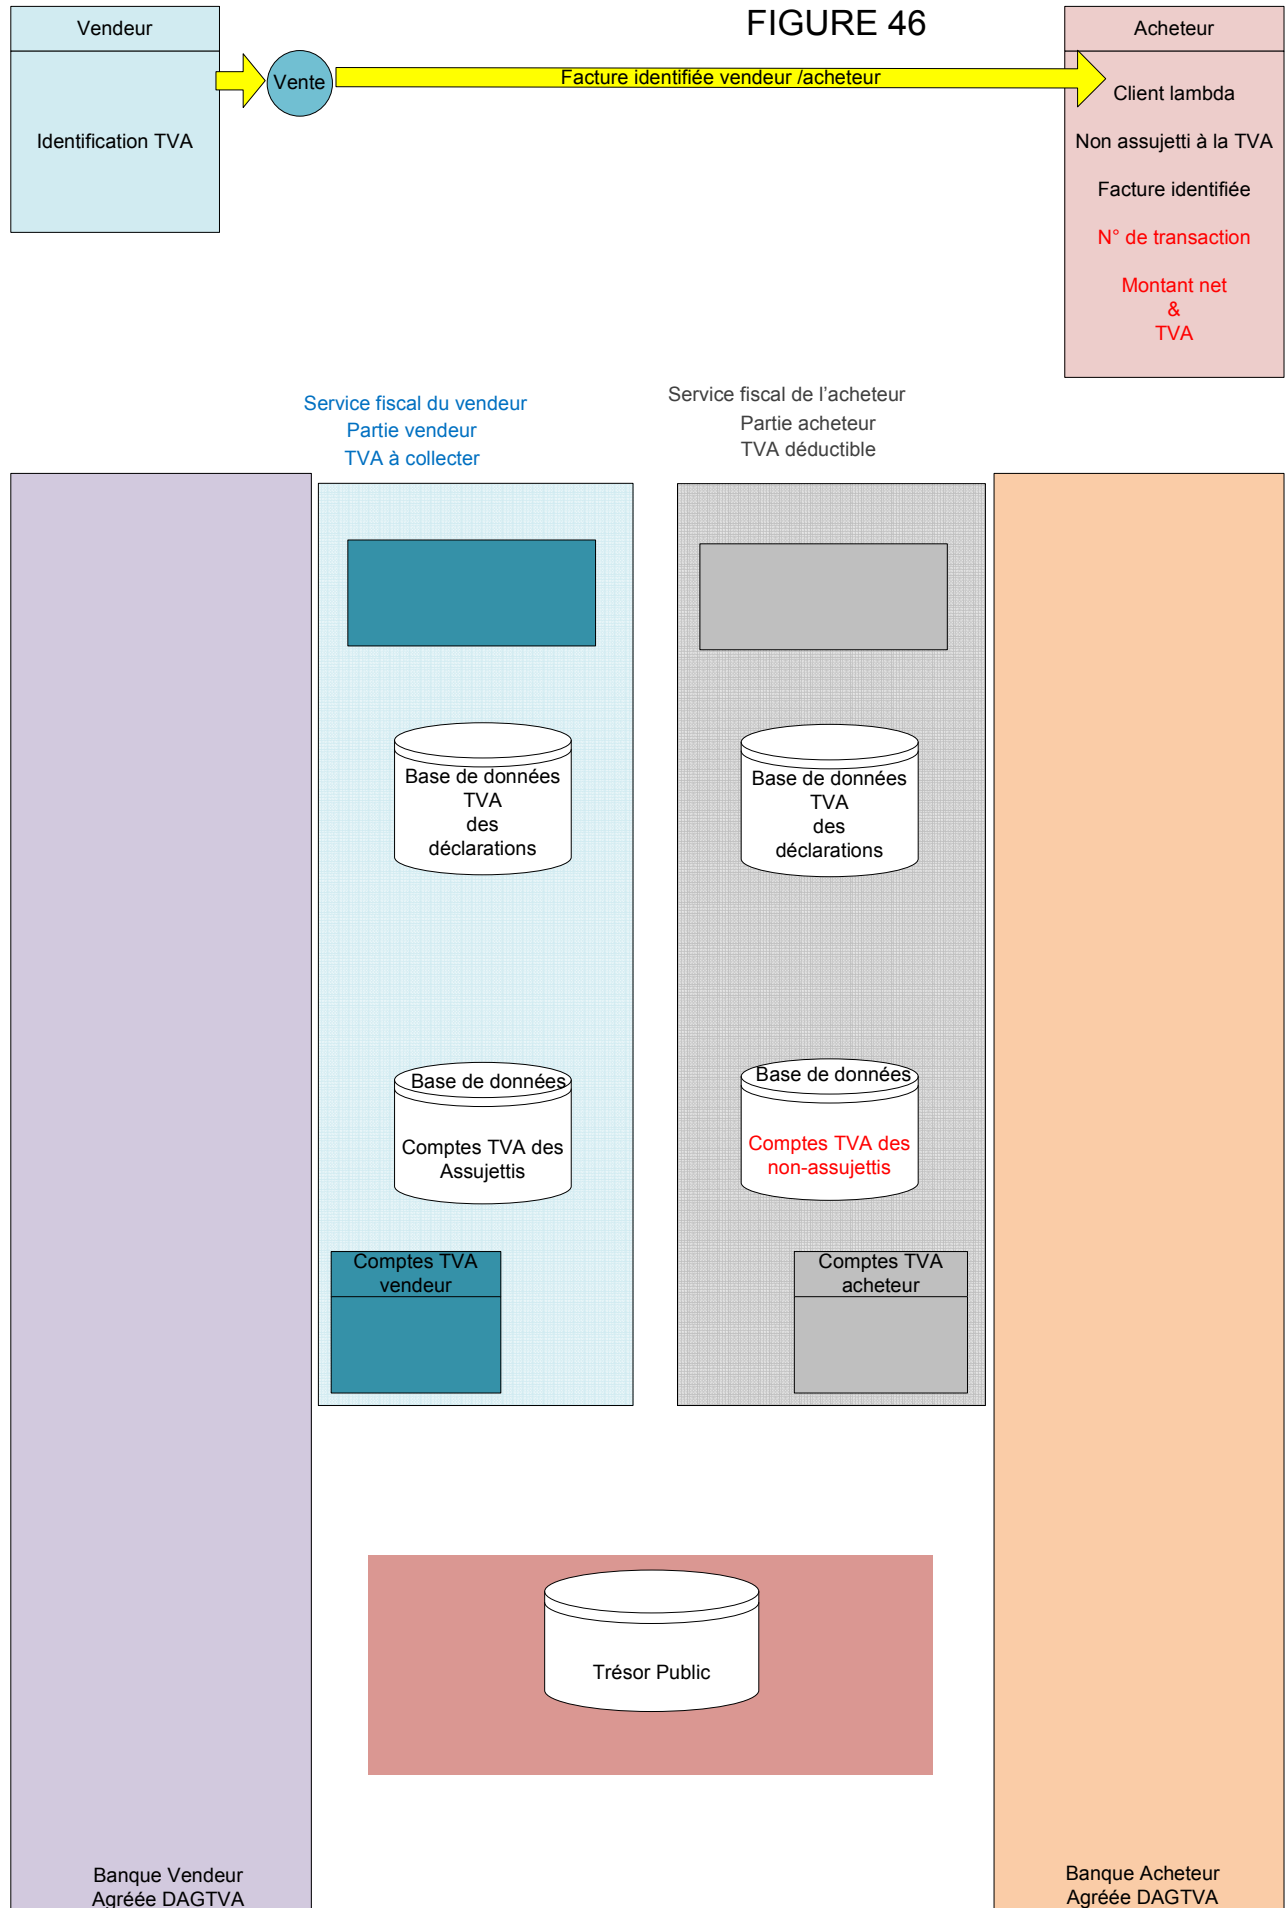 FIGURE 46
Vendeur
Identification TVA
Vente
Facture identifiée vendeur /acheteur
Acheteur
Client lambda
Non assujetti à la TVA
Facture identifiée
N° de transaction
Montant net
&
TVA
Service fiscal du vendeur
Partie vendeur
TVA à collecter
Service fiscal de l’acheteur
Partie acheteur
TVA déductible
Base de données
TVA
des
déclarations
Base de données
TVA
des
déclarations
Base de données
Comptes TVA des
Assujettis
Base de données
Comptes TVA des
non-assujettis
Comptes TVA
vendeur
Comptes TVA
acheteur
Trésor Public
Banque Vendeur
Agréée DAGTVA
Banque Acheteur
Agréée DAGTVA